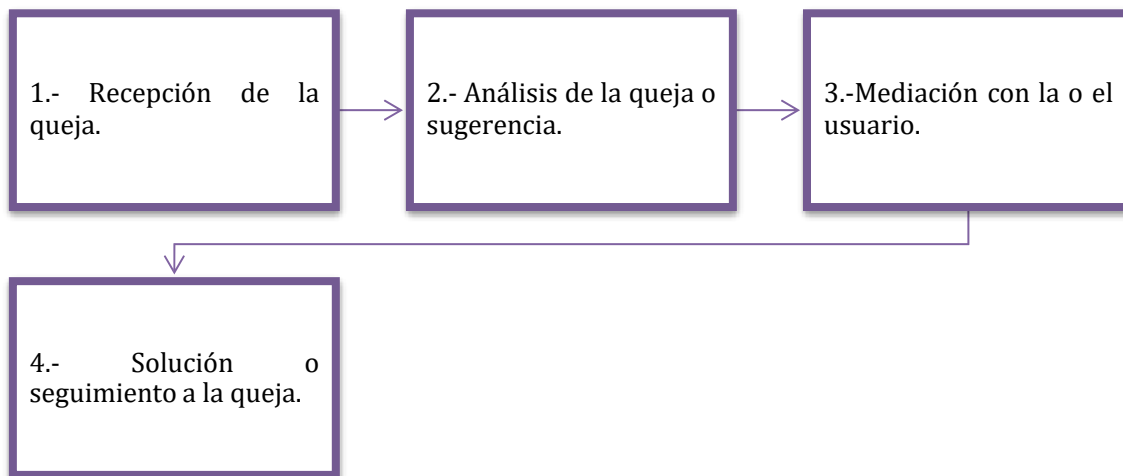 1.- Recepción de la
queja.
2.- Análisis de la queja o
sugerencia.
3.-Mediación con la o el
usuario.
4.- Solución o
seguimiento a la queja.